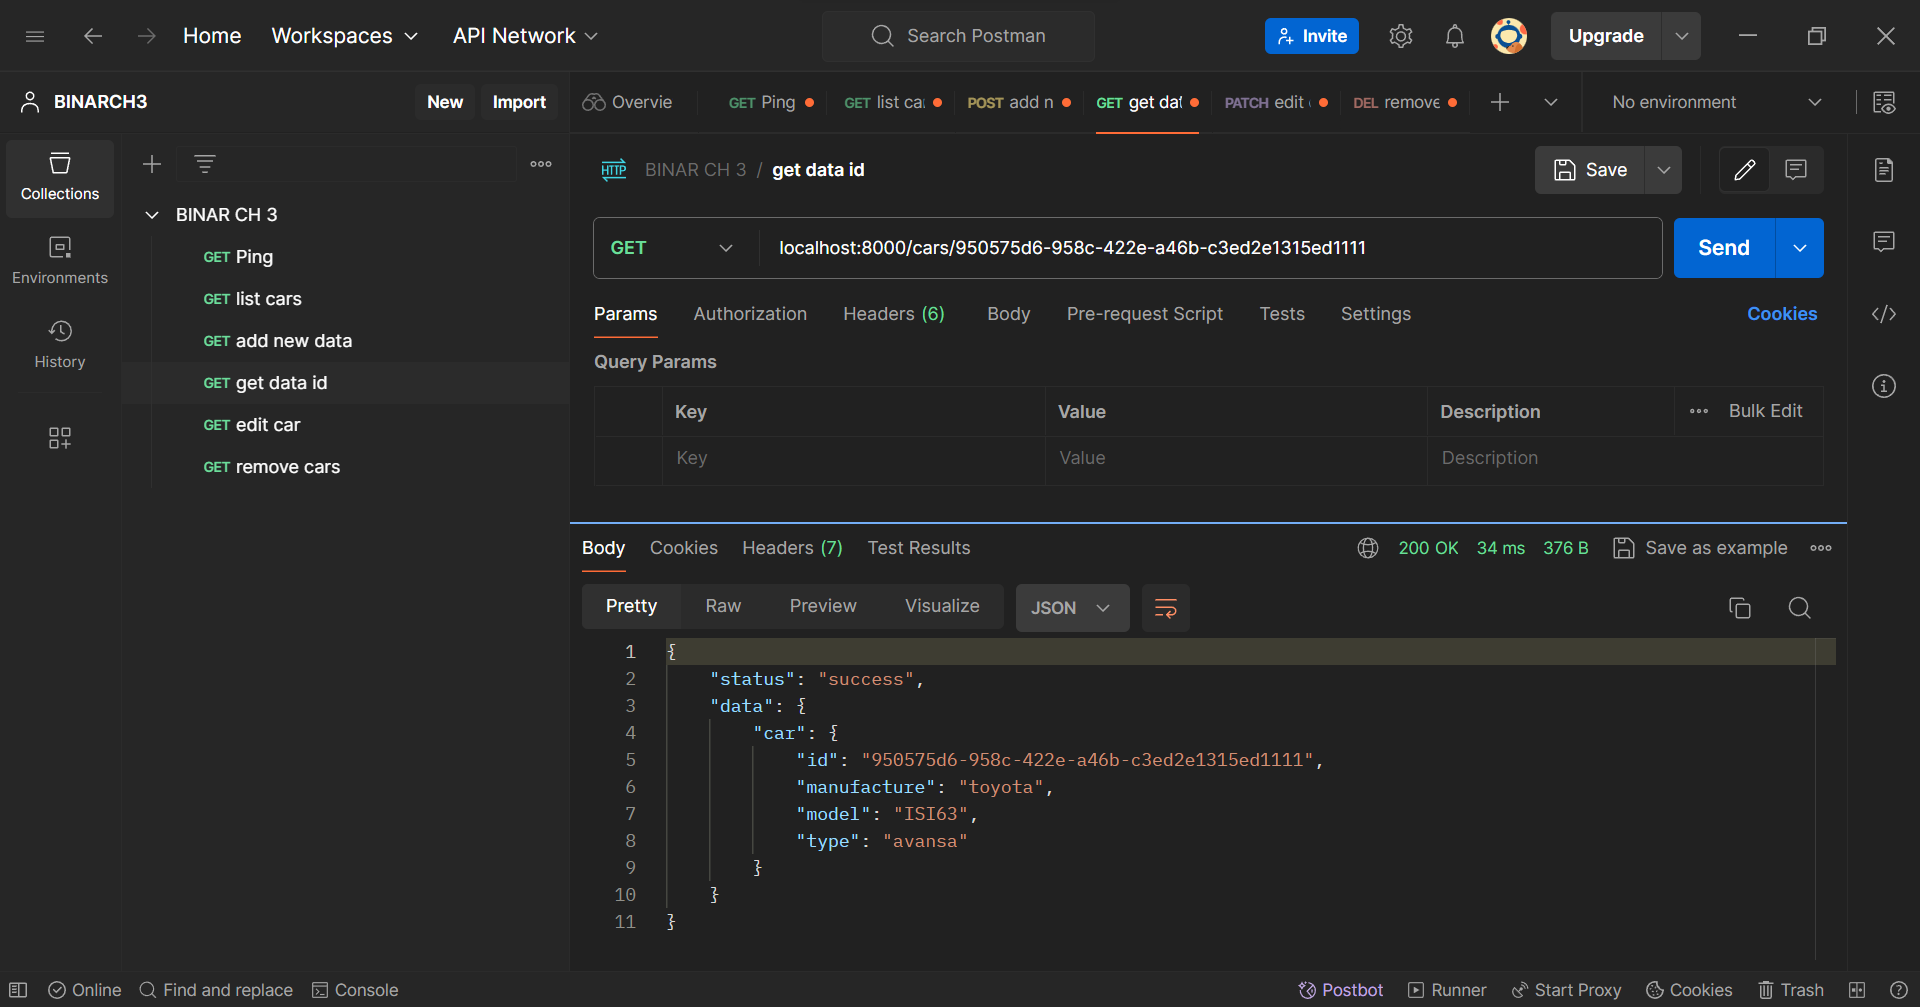 Home
Workspaces
API Network
Search Postman
Invite
Upgrade
BINARCH3
New
Import
Overvie
GET Ping
GET list ca
POST add n
GET get dat
PATCH edit
DEL remove
No environment
Collections
Environments
History
BINAR CH 3
GET Ping
GET list cars
GET add new data
GET get data id
GET edit car
GET remove cars
HTTP BINAR CH 3 / get data id
Save
GET
localhost:8000/cars/950575d6-958c-422e-a46b-c3ed2e1315ed1111
Send
Params
Authorization
Headers (6)
Body
Pre-request Script
Tests
Settings
Cookies
Query Params
Key
Value
Description
Bulk Edit
Key
Value
Description
Body
Cookies
Headers (7)
Test Results
200 OK
34 ms
376 B
Save as example
Pretty
Raw
Preview
Visualize
JSON
1 {
2 "status": "success",
3 "data": {
4 "car": {
5 "id": "950575d6-958c-422e-a46b-c3ed2e1315ed1111",
6 "manufacture": "toyota",
7 "model": "ISI63",
8 "type": "avansa"
9 }
10 }
11 }
Online
Find and replace
Console
Postbot
Runner
Start Proxy
Cookies
Trash